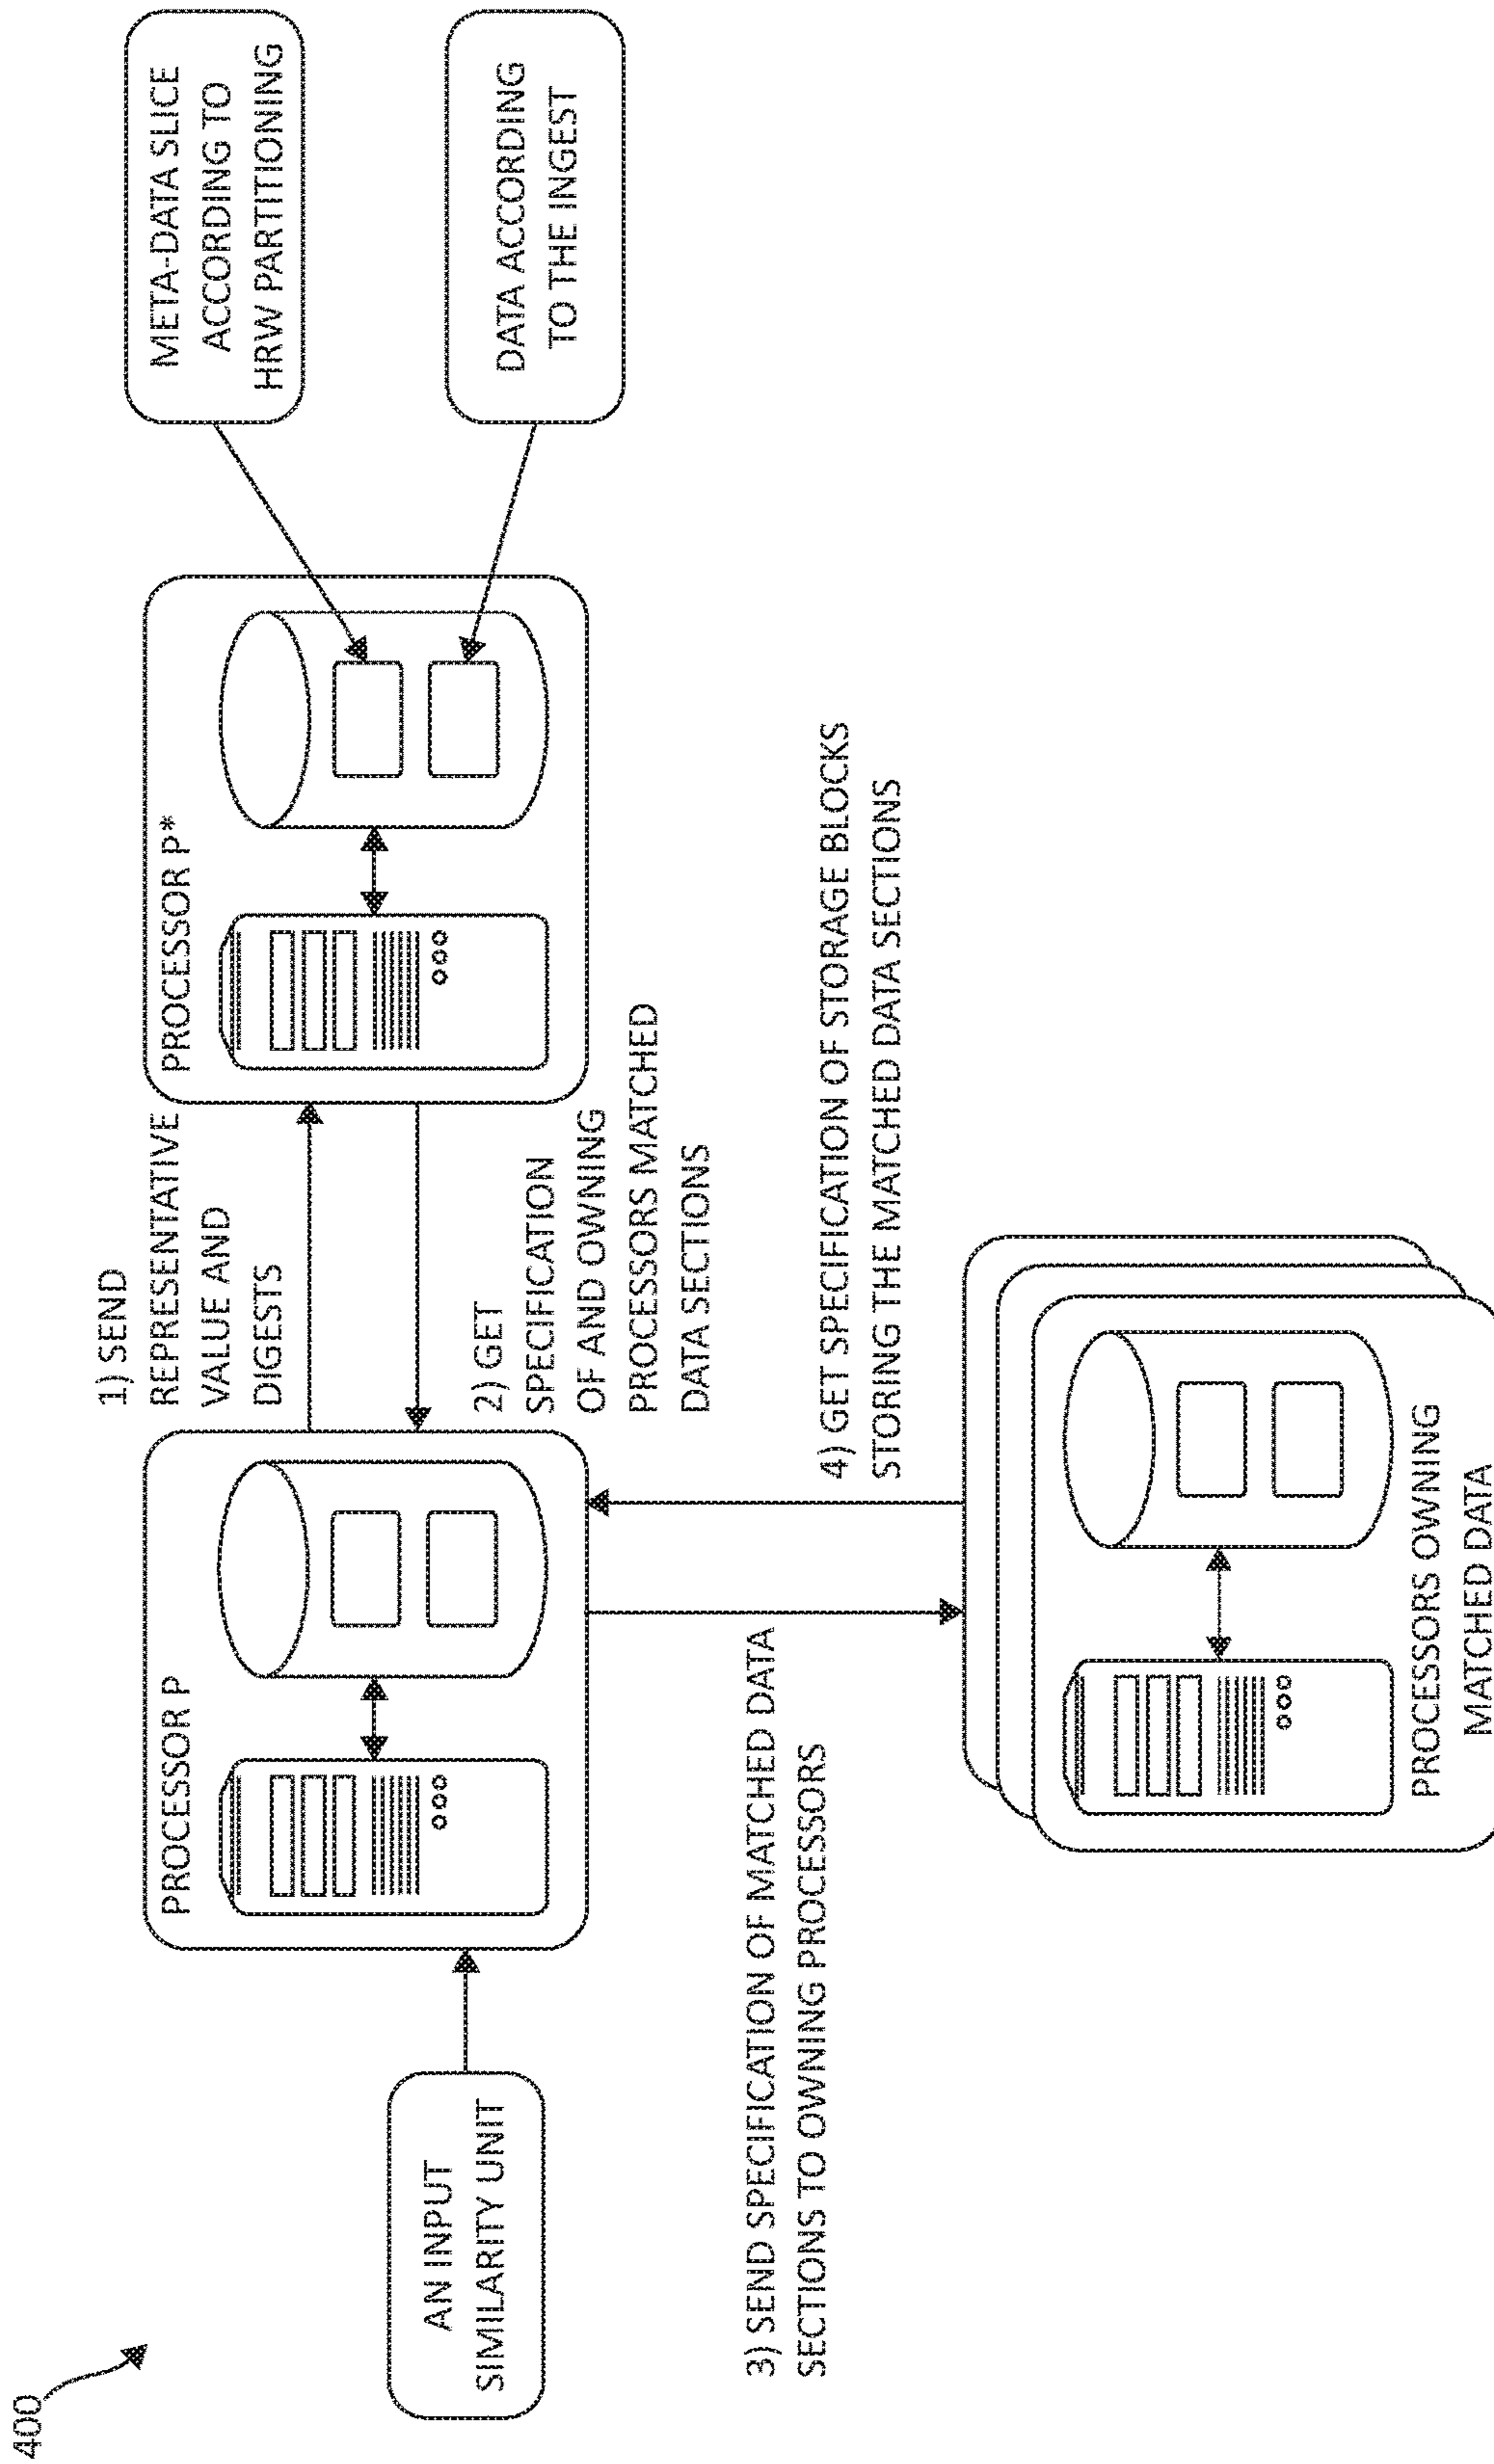 400
AN INPUT
SIMILARITY UNIT
PROCESSOR P
1) SEND
REPRESENTATIVE
VALUE AND
DIGESTS
2) GET
SPECIFICATION
OF AND OWNING
PROCESSORS MATCHED
DATA SECTIONS
PROCESSOR P*
META-DATA SLICE
ACCORDING TO
HRW PARTITIONING
DATA ACCORDING
TO THE INGEST
3) SEND SPECIFICATION OF MATCHED DATA
SECTIONS TO OWNING PROCESSORS
4) GET SPECIFICATION OF STORAGE BLOCKS
STORING THE MATCHED DATA SECTIONS
PROCESSORS OWNING
MATCHED DATA